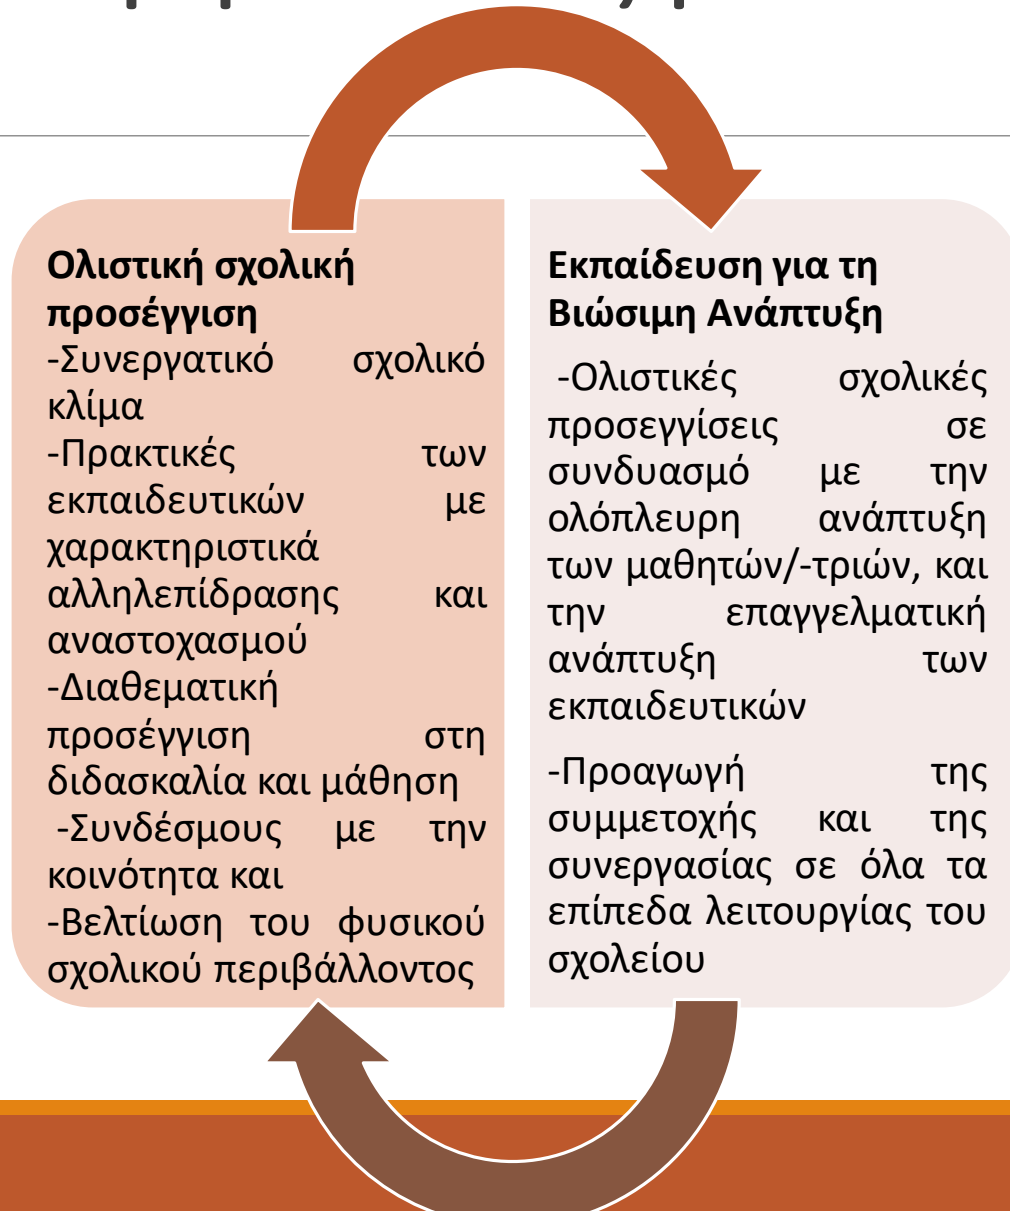 Ολιστική σχολική
προσέγγιση
-Συνεργατικό σχολικό
κλίμα
-Πρακτικές των
εκπαιδευτικών με
χαρακτηριστικά
αλληλεπίδρασης και
αναστοχασμού
-Διαθεματική
προσέγγιση στη
διδασκαλία και μάθηση
-Συνδέσμους με την
κοινότητα και
-Βελτίωση του φυσικού
σχολικού περιβάλλοντος
Εκπαίδευση για τη
Βιώσιμη Ανάπτυξη
-Ολιστικές σχολικές
προσεγγίσεις σε
συνδυασμό με την
ολόπλευρη ανάπτυξη
των μαθητών/-τριών, και
την επαγγελματική
ανάπτυξη των
εκπαιδευτικών
-Προαγωγή της
συμμετοχής και της
συνεργασίας σε όλα τα
επίπεδα λειτουργίας του
σχολείου